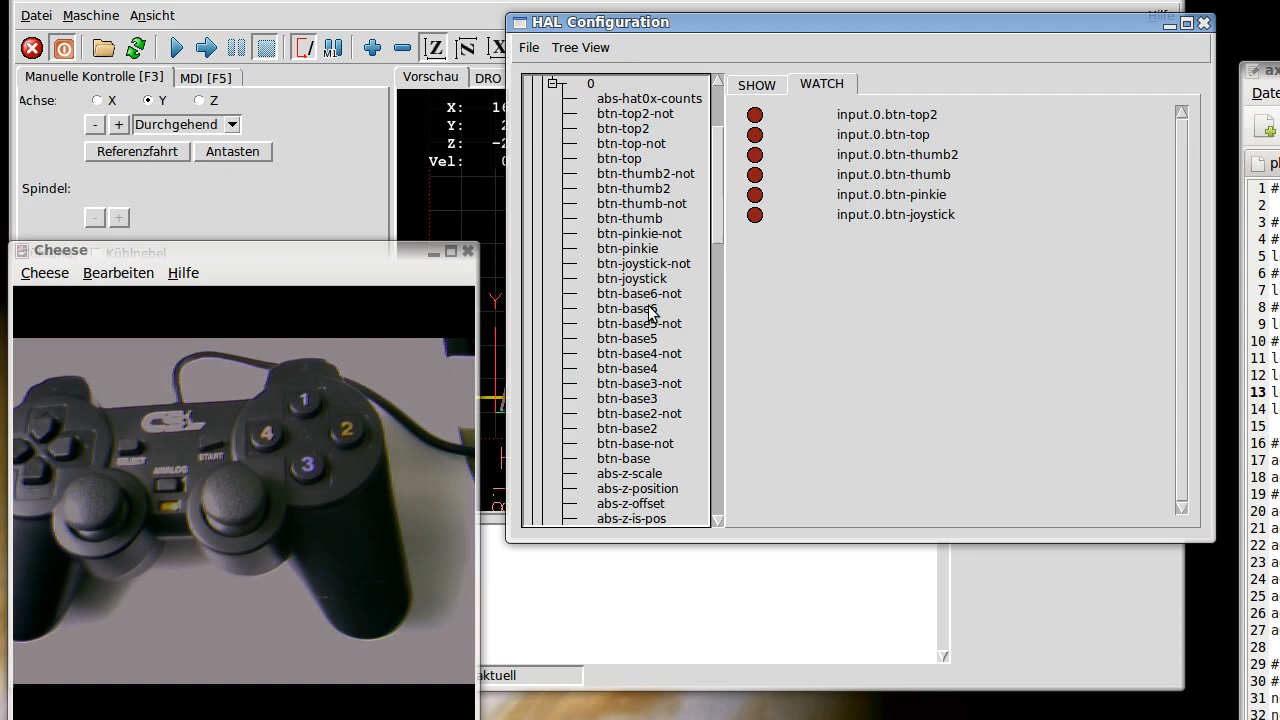 Datei Maschine Ansicht
Hilfe
Manuelle Kontrolle [F3] MDI [F5]
Achse: X Y Z
- + Durchgehend
Referenzfahrt Antasten
Spindel:
- +
Kühlnebel
M1
Z N X
Vorschau DRO
X:
Y:
Z:
Vel:
Y
aktuell
HAL Configuration
File Tree View
0
abs-hat0x-counts
btn-top2-not
btn-top2
btn-top-not
btn-top
btn-thumb2-not
btn-thumb2
btn-thumb-not
btn-thumb
btn-pinkie-not
btn-pinkie
btn-joystick-not
btn-joystick
btn-base6-not
btn-base6
btn-base5-not
btn-base5
btn-base4-not
btn-base4
btn-base3-not
btn-base3
btn-base2-not
btn-base2
btn-base-not
btn-base
abs-z-scale
abs-z-position
abs-z-offset
abs-z-is-pos
SHOW WATCH
input.0.btn-top2
input.0.btn-top
input.0.btn-thumb2
input.0.btn-thumb
input.0.btn-pinkie
input.0.btn-joystick
Cheese
Cheese Bearbeiten Hilfe
SELECT START
ANALOG
1
2
3
4
ax
Date
1 #
2
3 #
4 #
5 l
6 #
7 l
8 #
9 l
10 #
11 l
12 l
13 l
14 l
15
16 #
17 a
18 a
19 #
20 a
21 a
22 a
23 a
24 a
25 a
26 a
27 a
28
29 #
30 #
31 n
32 n